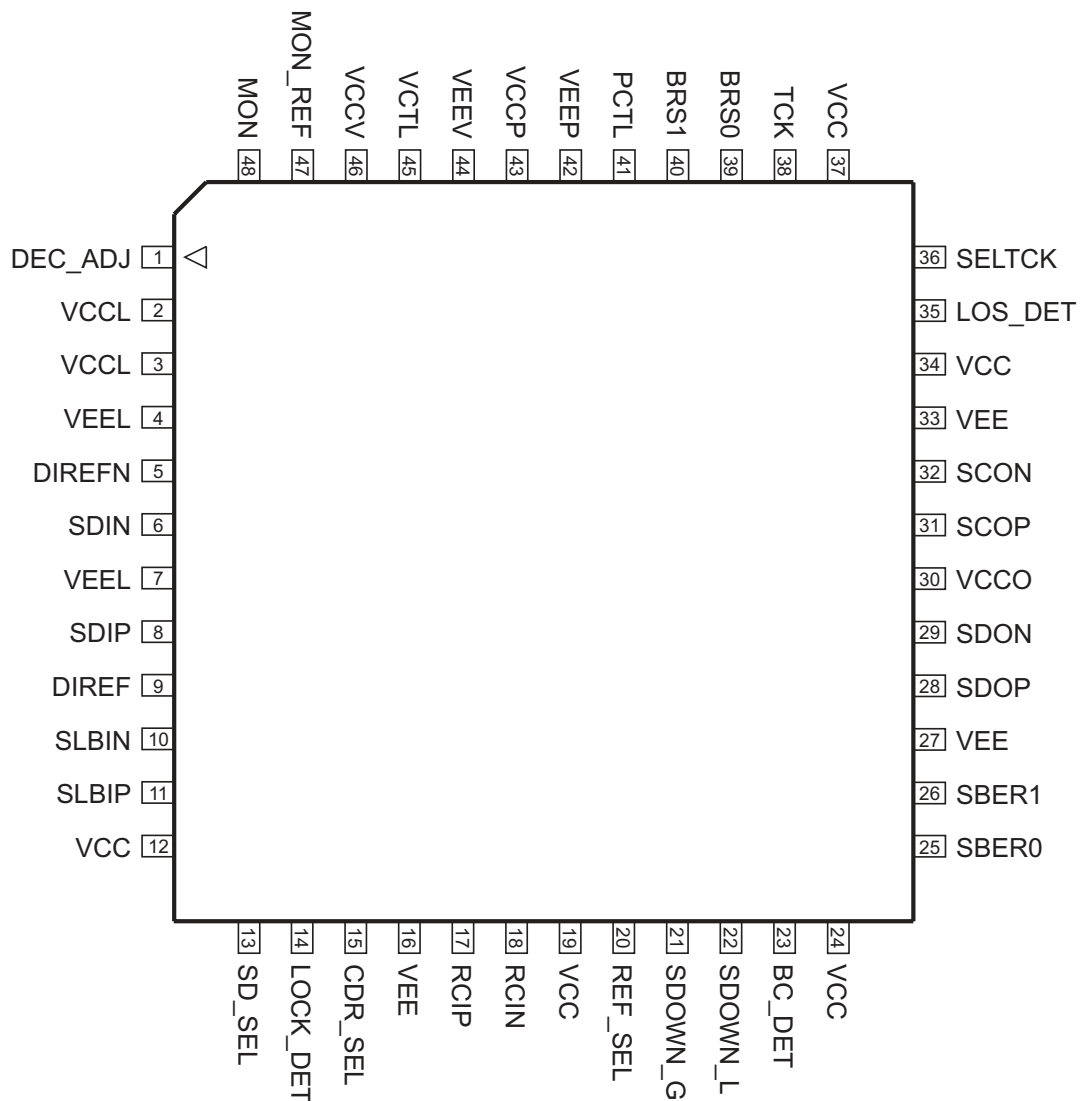 MON
MON_REF
VCCV
VCTL
VEEV
VCCP
VEEP
PCTL
BRS1
BRS0
TCK
VCC
48
47
46
45
44
43
42
41
40
39
38
37
DEC_ADJ 1
VCCL 2
VCCL 3
VEEL 4
DIREFN 5
SDIN 6
VEEL 7
SDIP 8
DIREF 9
SLBIN 10
SLBIP 11
VCC 12
36 SELTCK
35 LOS_DET
34 VCC
33 VEE
32 SCON
31 SCOP
30 VCCO
29 SDON
28 SDOP
27 VEE
26 SBER1
25 SBER0
13
14
15
16
17
18
19
20
21
22
23
24
SD_SEL
LOCK_DET
CDR_SEL
VEE
RCIP
RCIN
VCC
REF_SEL
SDOWN_G
SDOWN_L
BC_DET
VCC